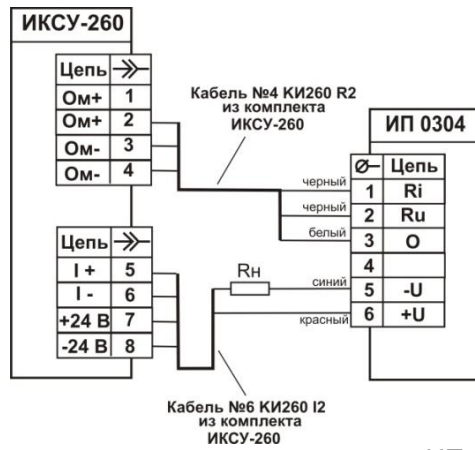 ИКСУ-260
Цепь
Ом+ 1
Ом+ 2
Ом- 3
Ом- 4
Кабель №4 КИ260 R2
из комплекта
ИКСУ-260
ИП 0304
Цепь
черный 1 Ri
черный 2 Ru
белый 3 O
4
синий 5 -U
красный 6 +U
Rн
Цепь
I + 5
I - 6
+24 В 7
-24 В 8
Кабель №6 КИ260 I2
из комплекта
ИКСУ-260